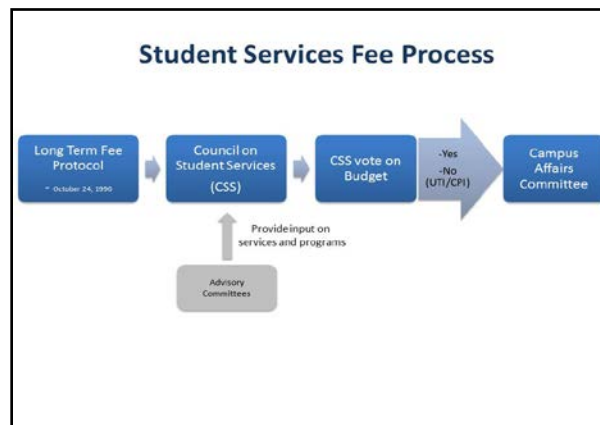 Student Services Fee Process
Long Term Fee
Protocol
- October 24, 1996
Council on
Student Services
(CSS)
CSS vote on
Budget
-Yes
-No
(UTI/CPI)
Campus
Affairs
Committee
Provide input on
services and programs
Advisory
Committees